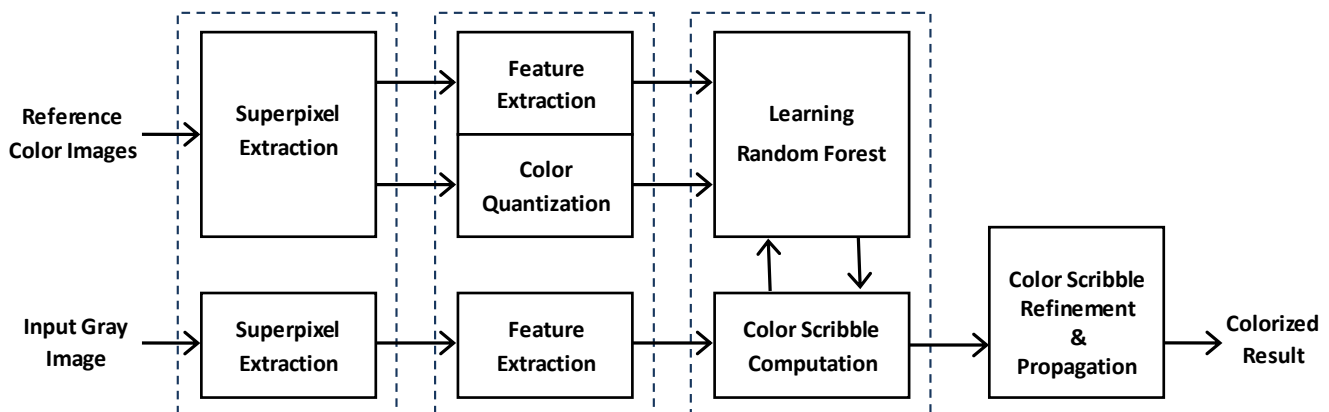 Reference
Color Images
Superpixel
Extraction
Feature
Extraction
Color
Quantization
Learning
Random Forest
Input Gray
Image
Superpixel
Extraction
Feature
Extraction
Color Scribble
Computation
Color Scribble
Refinement
&
Propagation
Colorized
Result